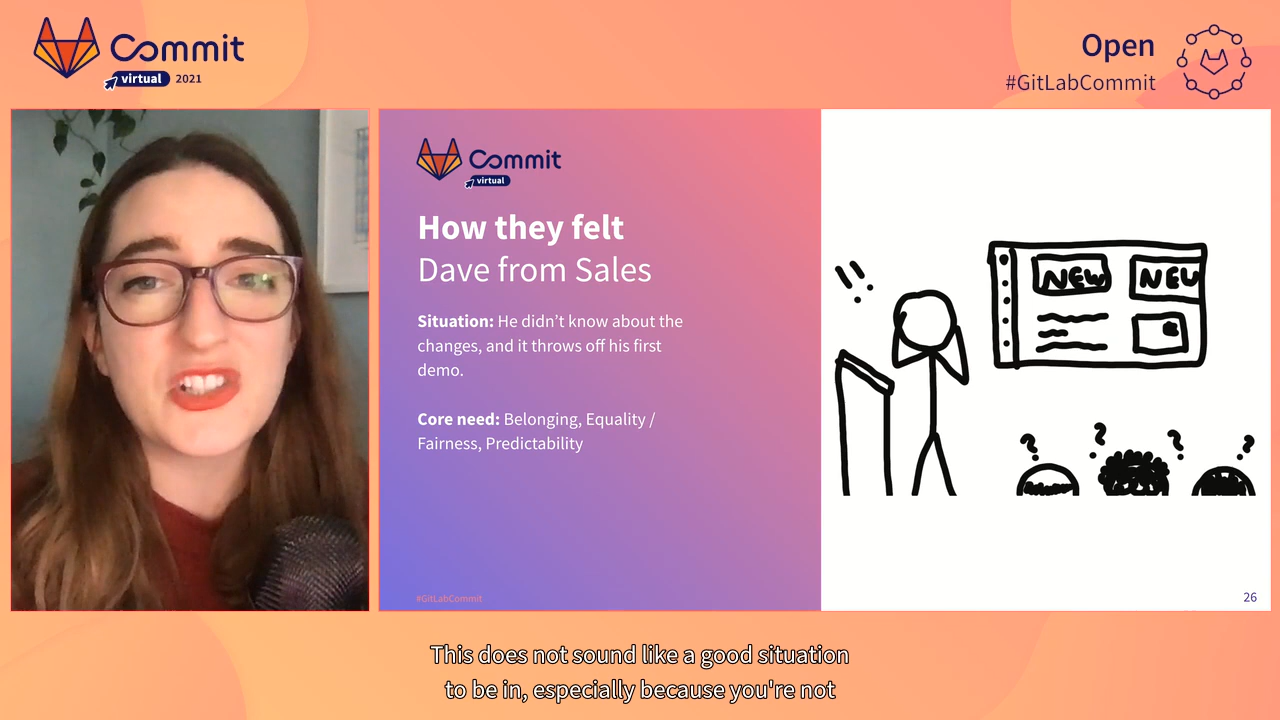 Commit
virtual 2021
Open
#GitLabCommit
Commit
virtual
How they felt
Dave from Sales
Situation: He didn’t know about the
changes, and it throws off his first
demo.
Core need: Belonging, Equality /
Fairness, Predictability
#GitLabCommit
!!
NEW NEW
? ? ? ?
26
This does not sound like a good situation
to be in, especially because you're not